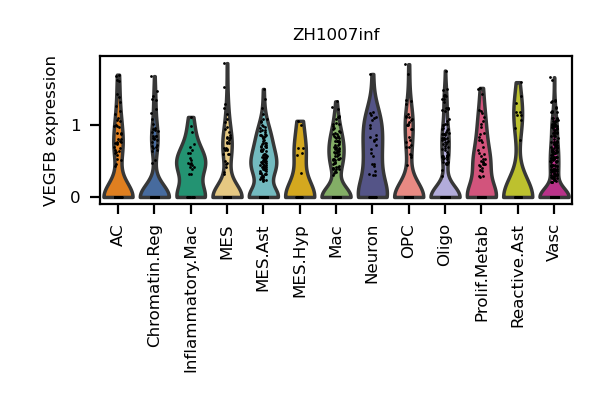 ZH1007inf
VEGFB expression
1
0
AC
Chromatin.Reg
Inflammatory.Mac
MES
MES.Ast
MES.Hyp
Mac
Neuron
OPC
Oligo
Prolif.Metab
Reactive.Ast
Vasc